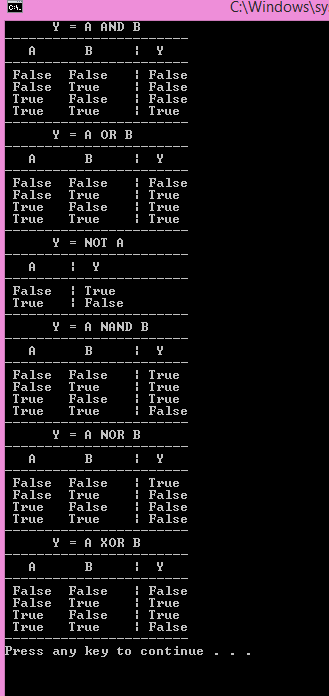 C:\Windows\sy
Y = A AND B
-----------------------
A B ¦ Y
-----------------------
False False ¦ False
False True ¦ False
True False ¦ False
True True ¦ True
-----------------------
Y = A OR B
-----------------------
A B ¦ Y
-----------------------
False False ¦ False
False True ¦ True
True False ¦ True
True True ¦ True
-----------------------
Y = NOT A
-----------------------
A ¦ Y
-----------------------
False ¦ True
True ¦ False
-----------------------
Y = A NAND B
-----------------------
A B ¦ Y
-----------------------
False False ¦ True
False True ¦ True
True False ¦ True
True True ¦ False
-----------------------
Y = A NOR B
-----------------------
A B ¦ Y
-----------------------
False False ¦ True
False True ¦ False
True False ¦ False
True True ¦ False
-----------------------
Y = A XOR B
-----------------------
A B ¦ Y
-----------------------
False False ¦ False
False True ¦ True
True False ¦ True
True True ¦ False
-----------------------
Press any key to continue . . .